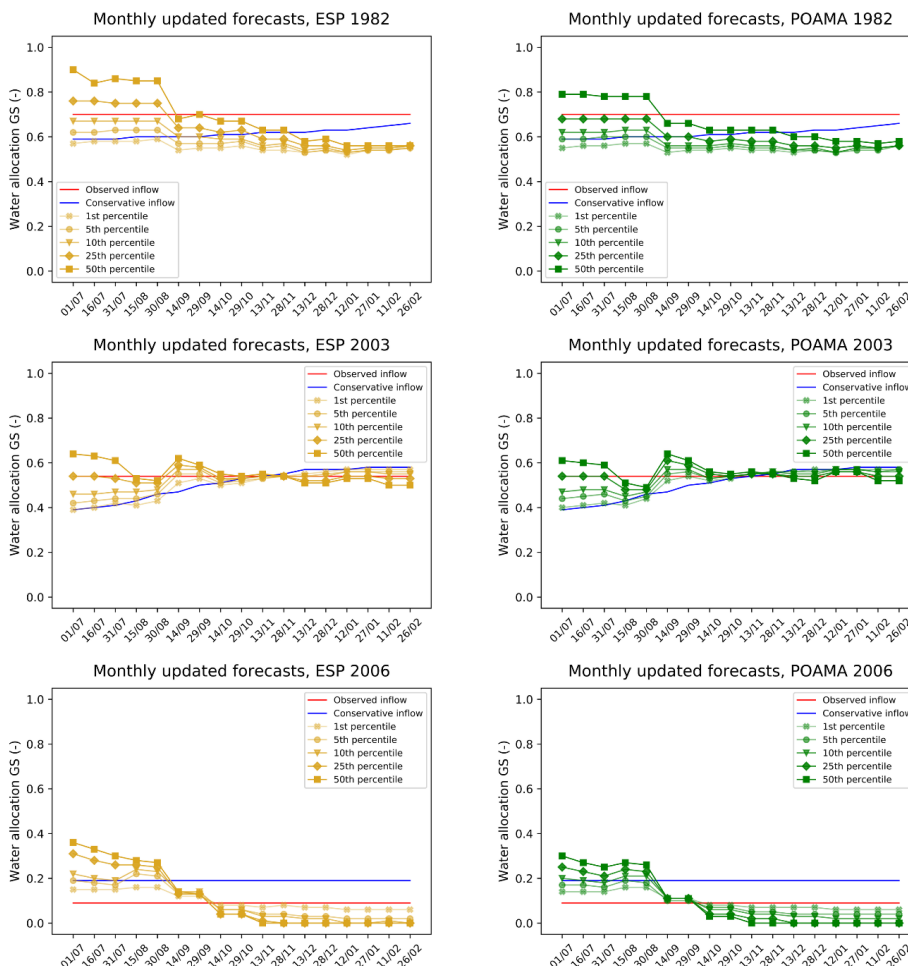 Monthly updated forecasts, ESP 1982
Water allocation GS (-)
1.0
0.8
0.6
0.4
0.2
0.0
Observed inflow
Conservative inflow
1st percentile
5th percentile
10th percentile
25th percentile
50th percentile
01/07 16/07 31/07 15/08 30/08 14/09 29/09 14/10 29/10 13/11 28/11 13/12 28/12 12/01 27/01 11/02 26/02
Monthly updated forecasts, POAMA 1982
Water allocation GS (-)
1.0
0.8
0.6
0.4
0.2
0.0
Observed inflow
Conservative inflow
1st percentile
5th percentile
10th percentile
25th percentile
50th percentile
01/07 16/07 31/07 15/08 30/08 14/09 29/09 14/10 29/10 13/11 28/11 13/12 28/12 12/01 27/01 11/02 26/02
Monthly updated forecasts, ESP 2003
Water allocation GS (-)
1.0
0.8
0.6
0.4
0.2
0.0
Observed inflow
Conservative inflow
1st percentile
5th percentile
10th percentile
25th percentile
50th percentile
01/07 16/07 31/07 15/08 30/08 14/09 29/09 14/10 29/10 13/11 28/11 13/12 28/12 12/01 27/01 11/02 26/02
Monthly updated forecasts, POAMA 2003
Water allocation GS (-)
1.0
0.8
0.6
0.4
0.2
0.0
Observed inflow
Conservative inflow
1st percentile
5th percentile
10th percentile
25th percentile
50th percentile
01/07 16/07 31/07 15/08 30/08 14/09 29/09 14/10 29/10 13/11 28/11 13/12 28/12 12/01 27/01 11/02 26/02
Monthly updated forecasts, ESP 2006
Water allocation GS (-)
1.0
0.8
0.6
0.4
0.2
0.0
Observed inflow
Conservative inflow
1st percentile
5th percentile
10th percentile
25th percentile
50th percentile
01/07 16/07 31/07 15/08 30/08 14/09 29/09 14/10 29/10 13/11 28/11 13/12 28/12 12/01 27/01 11/02 26/02
Monthly updated forecasts, POAMA 2006
Water allocation GS (-)
1.0
0.8
0.6
0.4
0.2
0.0
Observed inflow
Conservative inflow
1st percentile
5th percentile
10th percentile
25th percentile
50th percentile
01/07 16/07 31/07 15/08 30/08 14/09 29/09 14/10 29/10 13/11 28/11 13/12 28/12 12/01 27/01 11/02 26/02